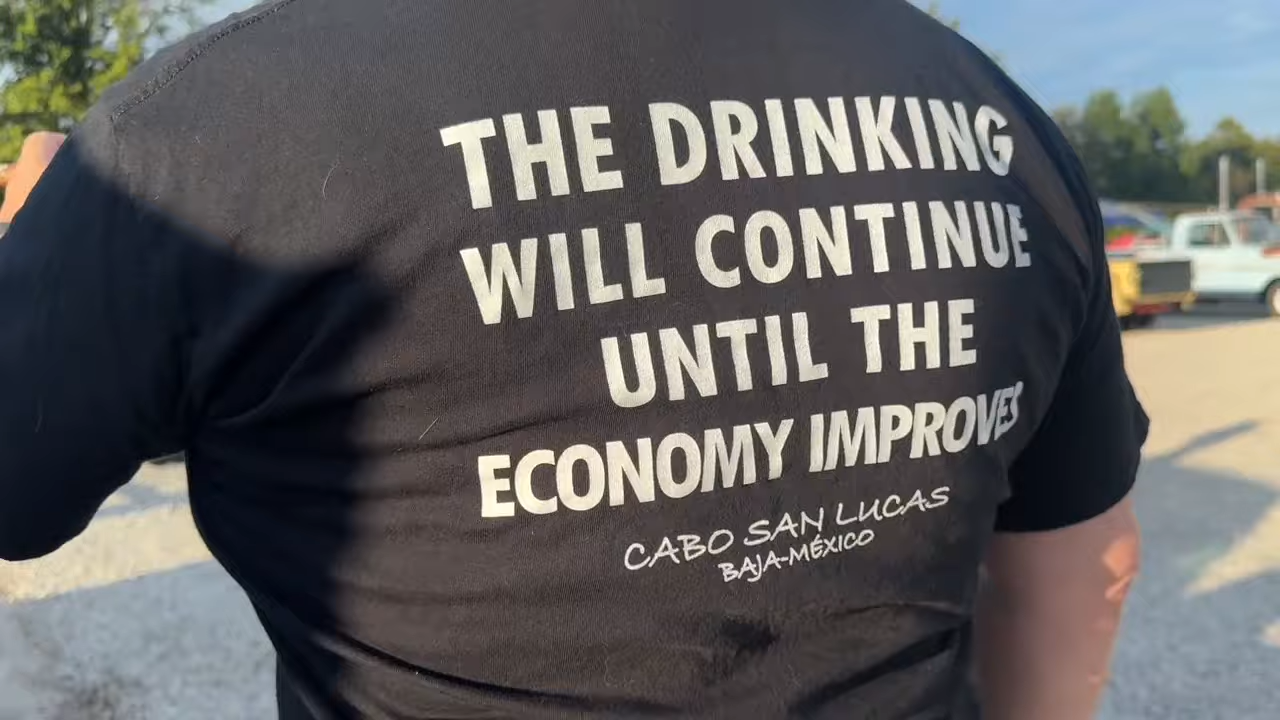 THE DRINKING
WILL CONTINUE
UNTIL THE
ECONOMY IMPROVES
CABO SAN LUCAS
BAJA-MÉXICO